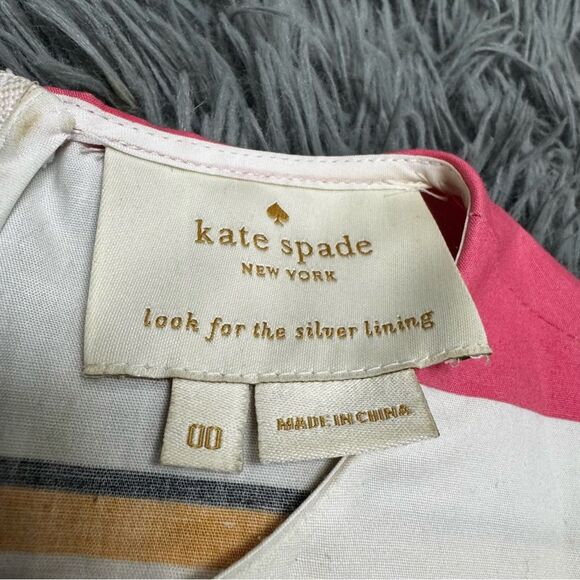 kate spade
NEW YORK
look for the silver lining
00
MADE IN CHINA